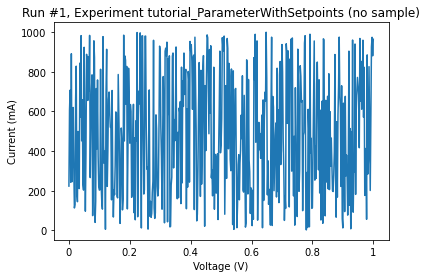 Run #1, Experiment tutorial_ParameterWithSetpoints (no sample)
1000
800
600
400
200
0
Current (mA)
0 0.2 0.4 0.6 0.8 1
Voltage (V)